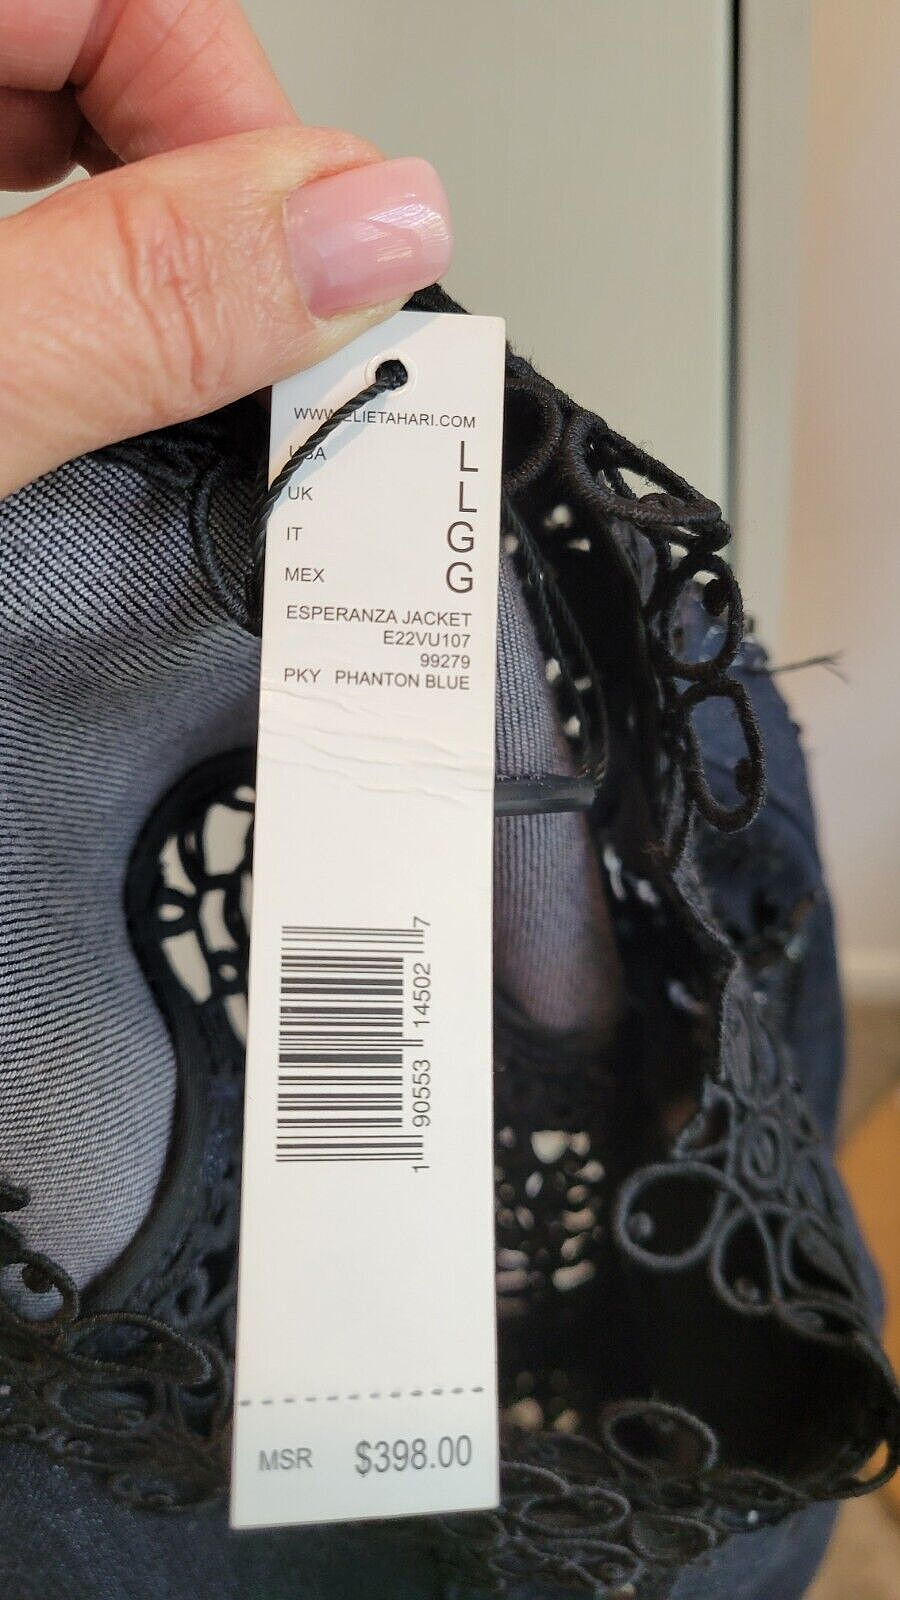 WWW.ELIETAHARI.COM
USA L
UK L
IT G
MEX G
ESPERANZA JACKET
E22VU107
99279
PKY PHANTON BLUE
1 90553 14502 7
MSR $398.00